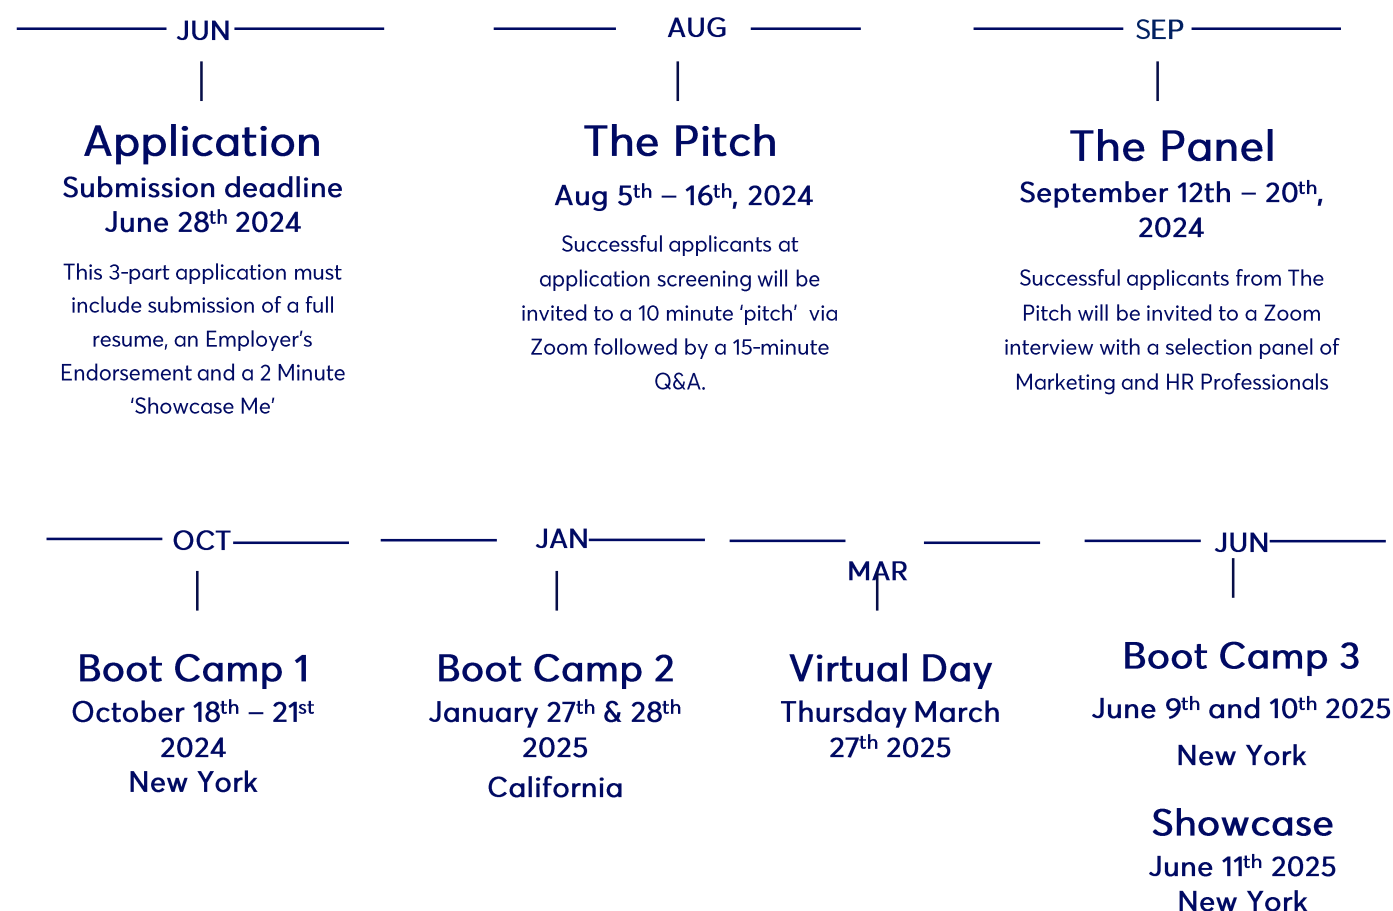 JUN
Application
Submission deadline
June 28th 2024
This 3-part application must
include submission of a full
resume, an Employer’s
Endorsement and a 2 Minute
‘Showcase Me’
AUG
The Pitch
Aug 5th – 16th, 2024
Successful applicants at
application screening will be
invited to a 10 minute ‘pitch’ via
Zoom followed by a 15-minute
Q&A.
SEP
The Panel
September 12th – 20th,
2024
Successful applicants from The
Pitch will be invited to a Zoom
interview with a selection panel of
Marketing and HR Professionals
OCT
Boot Camp 1
October 18th – 21st
2024
New York
JAN
Boot Camp 2
January 27th & 28th
2025
California
MAR
Virtual Day
Thursday March
27th 2025
JUN
Boot Camp 3
June 9th and 10th 2025
New York
Showcase
June 11th 2025
New York